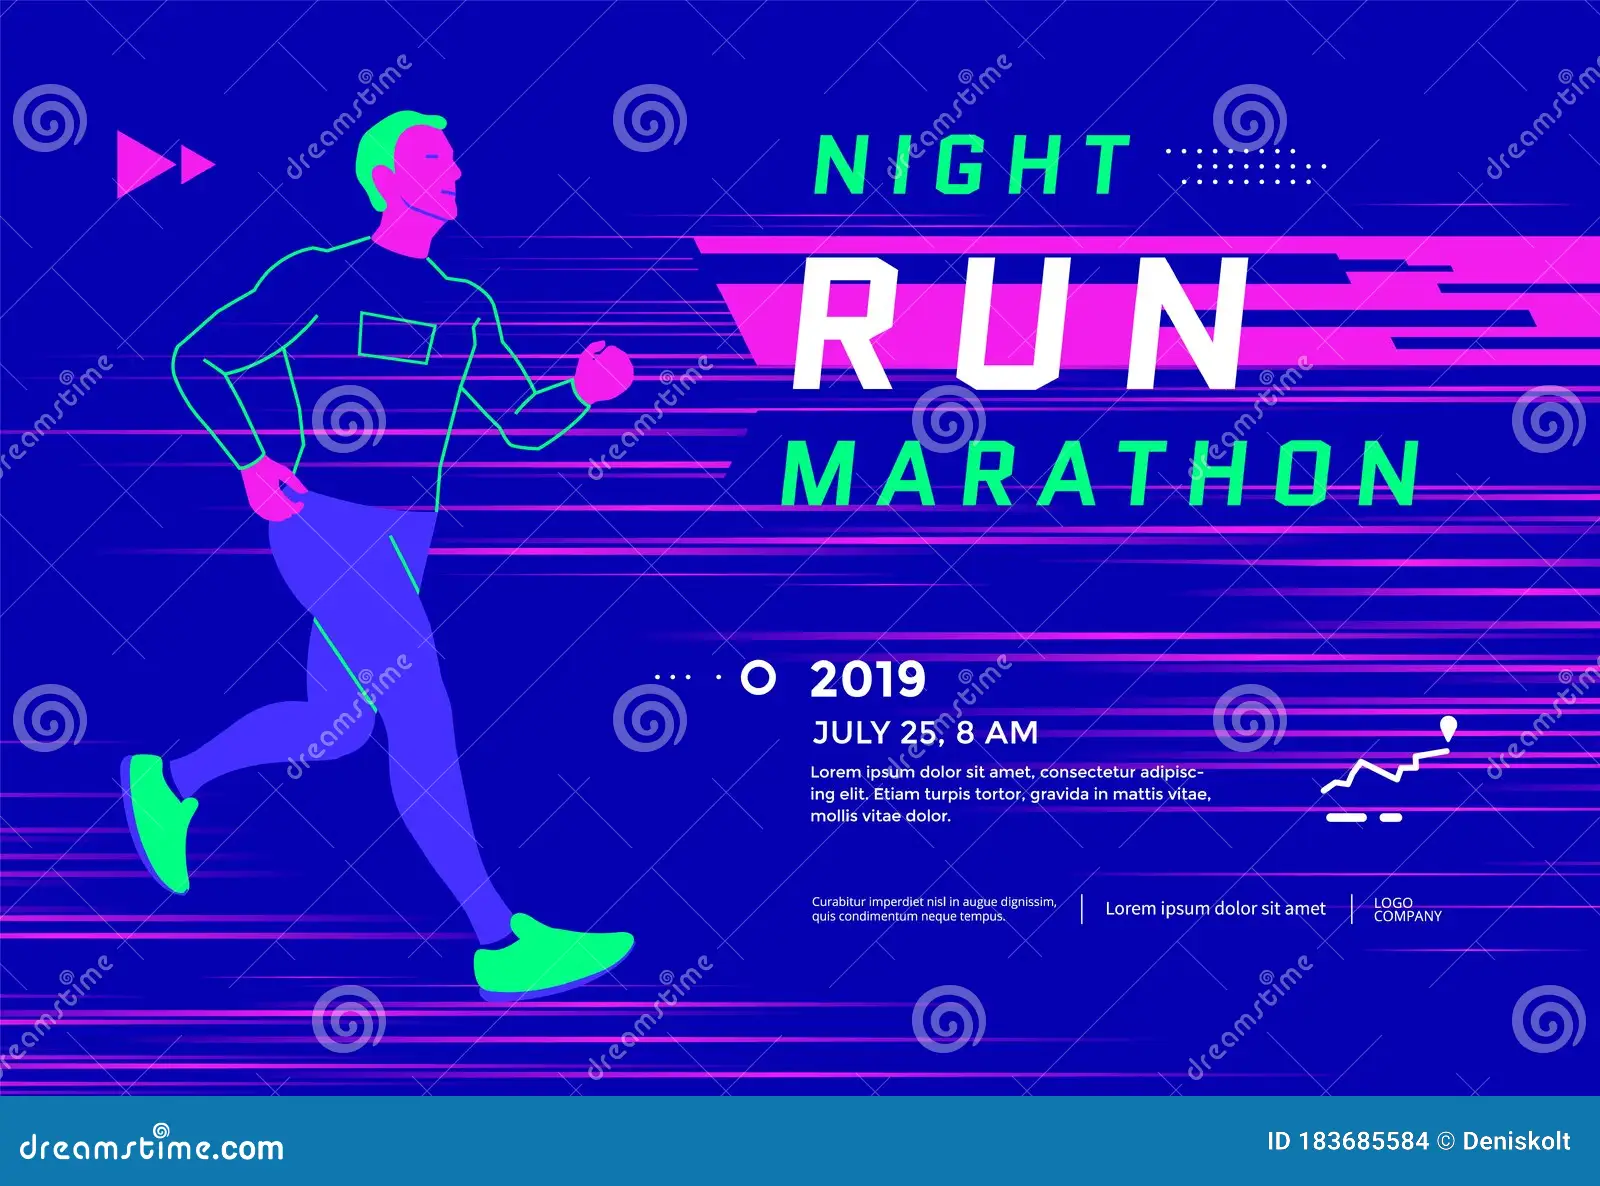 NIGHT
RUN
MARATHON
2019
JULY 25, 8 AM
Lorem ipsum dolor sit amet, consectetur adipisc-
ing elit. Etiam turpis tortor, gravida in mattis vitae,
mollis vitae dolor.
Curabitur imperdiet nisl in augue dignissim,
quis condimentum neque tempus.
Lorem ipsum dolor sit amet
LOGO
COMPANY
dreamstime.com
ID 183685584 © Deniskolt